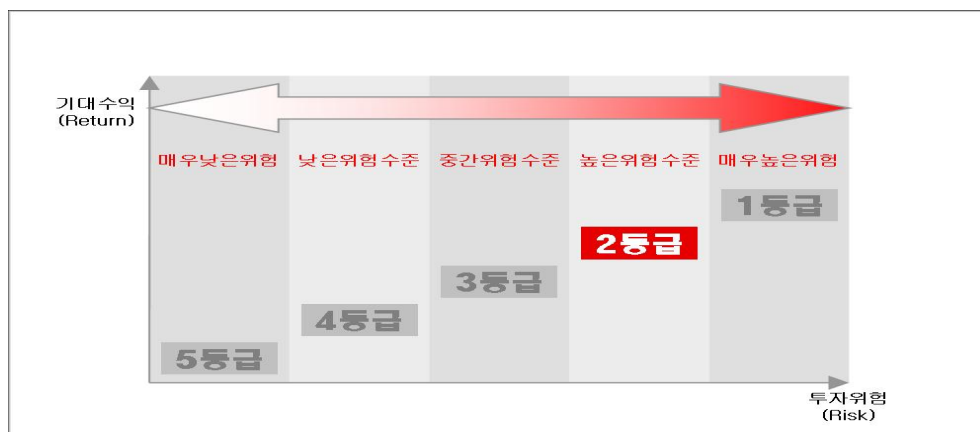 기대수익
(Return)
매우낮은위험 낮은위험수준 중간위험수준 높은위험수준 매우높은위험
1등급
2등급
3등급
4등급
5등급
투자위험
(Risk)